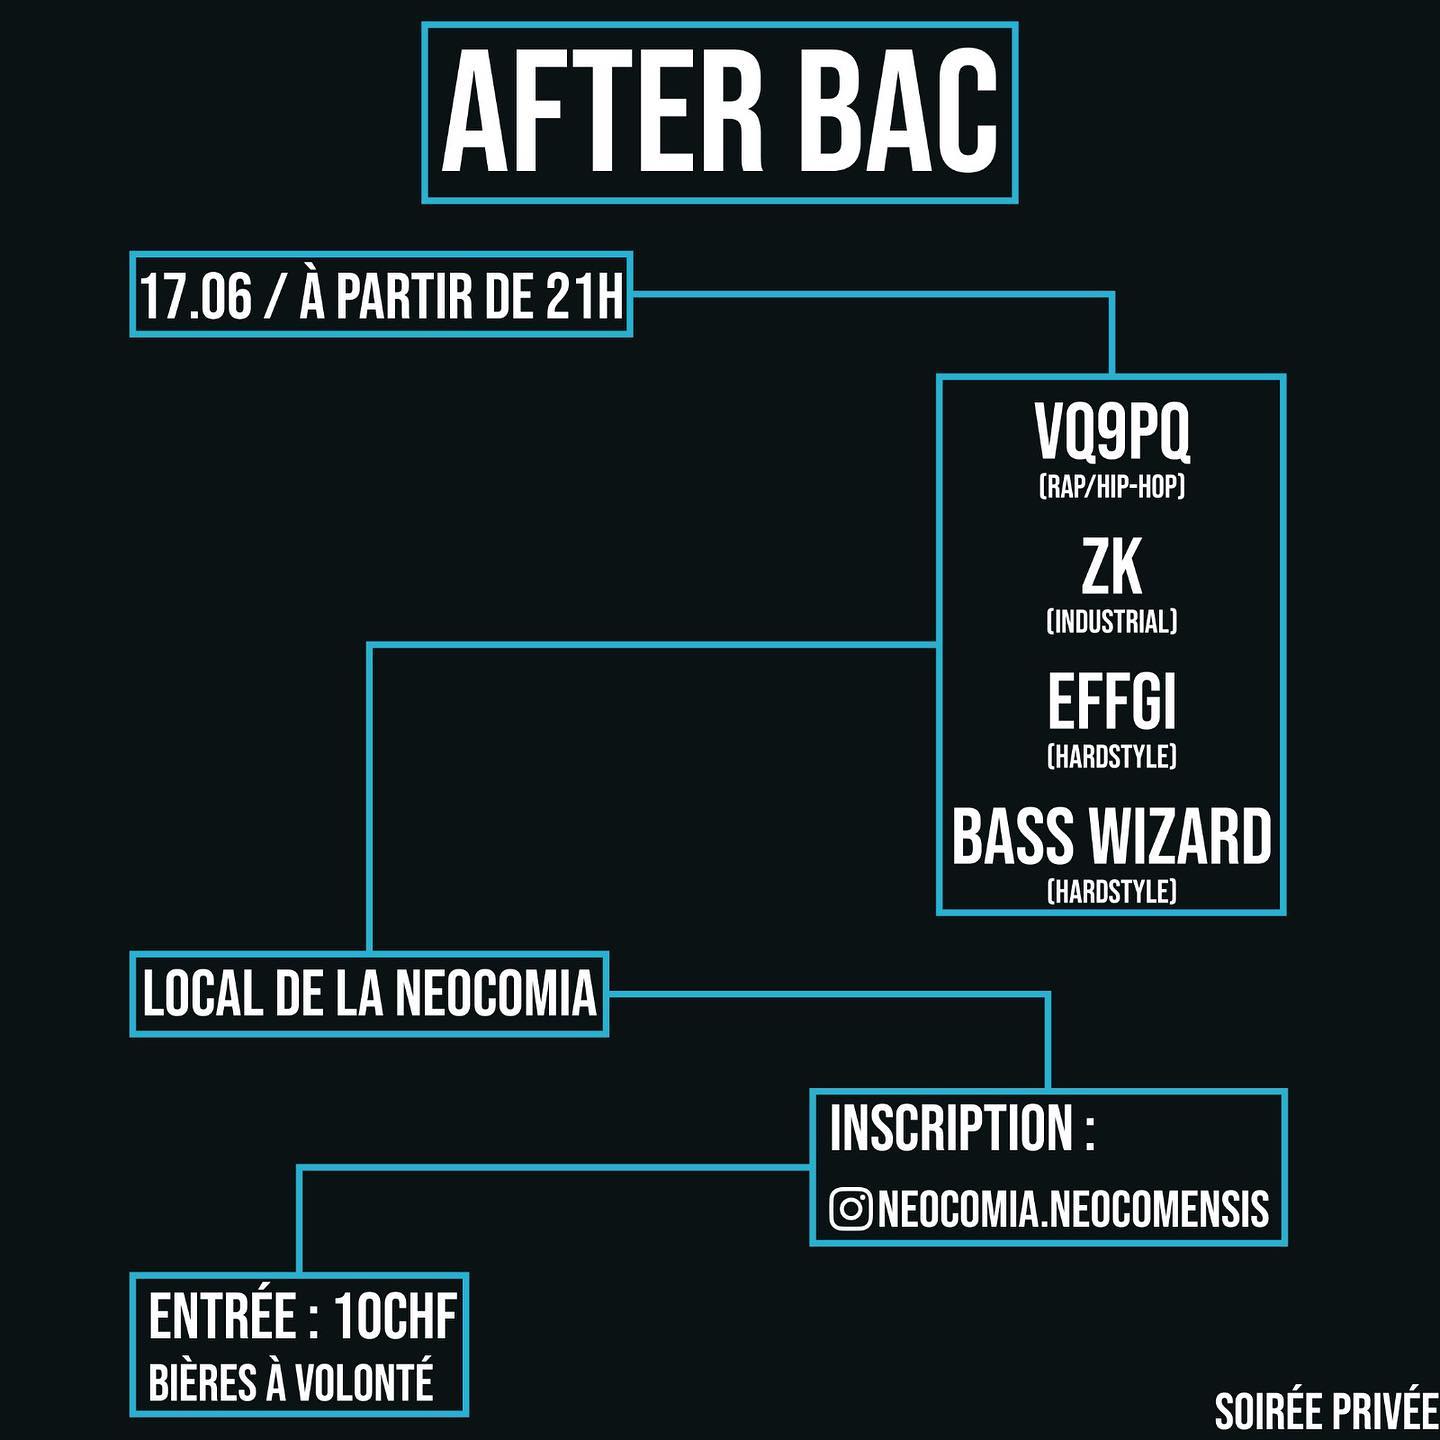 AFTER BAC
17.06 / À PARTIR DE 21H
VQ9PQ
(RAP/HIP-HOP)
ZK
(INDUSTRIAL)
EFFGI
(HARDSTYLE)
BASS WIZARD
(HARDSTYLE)
LOCAL DE LA NEOCOMIA
INSCRIPTION :
NEOCOMIA.NEOCOMENSIS
ENTRÉE : 10CHF
BIÈRES À VOLONTÉ
SOIRÉE PRIVÉE